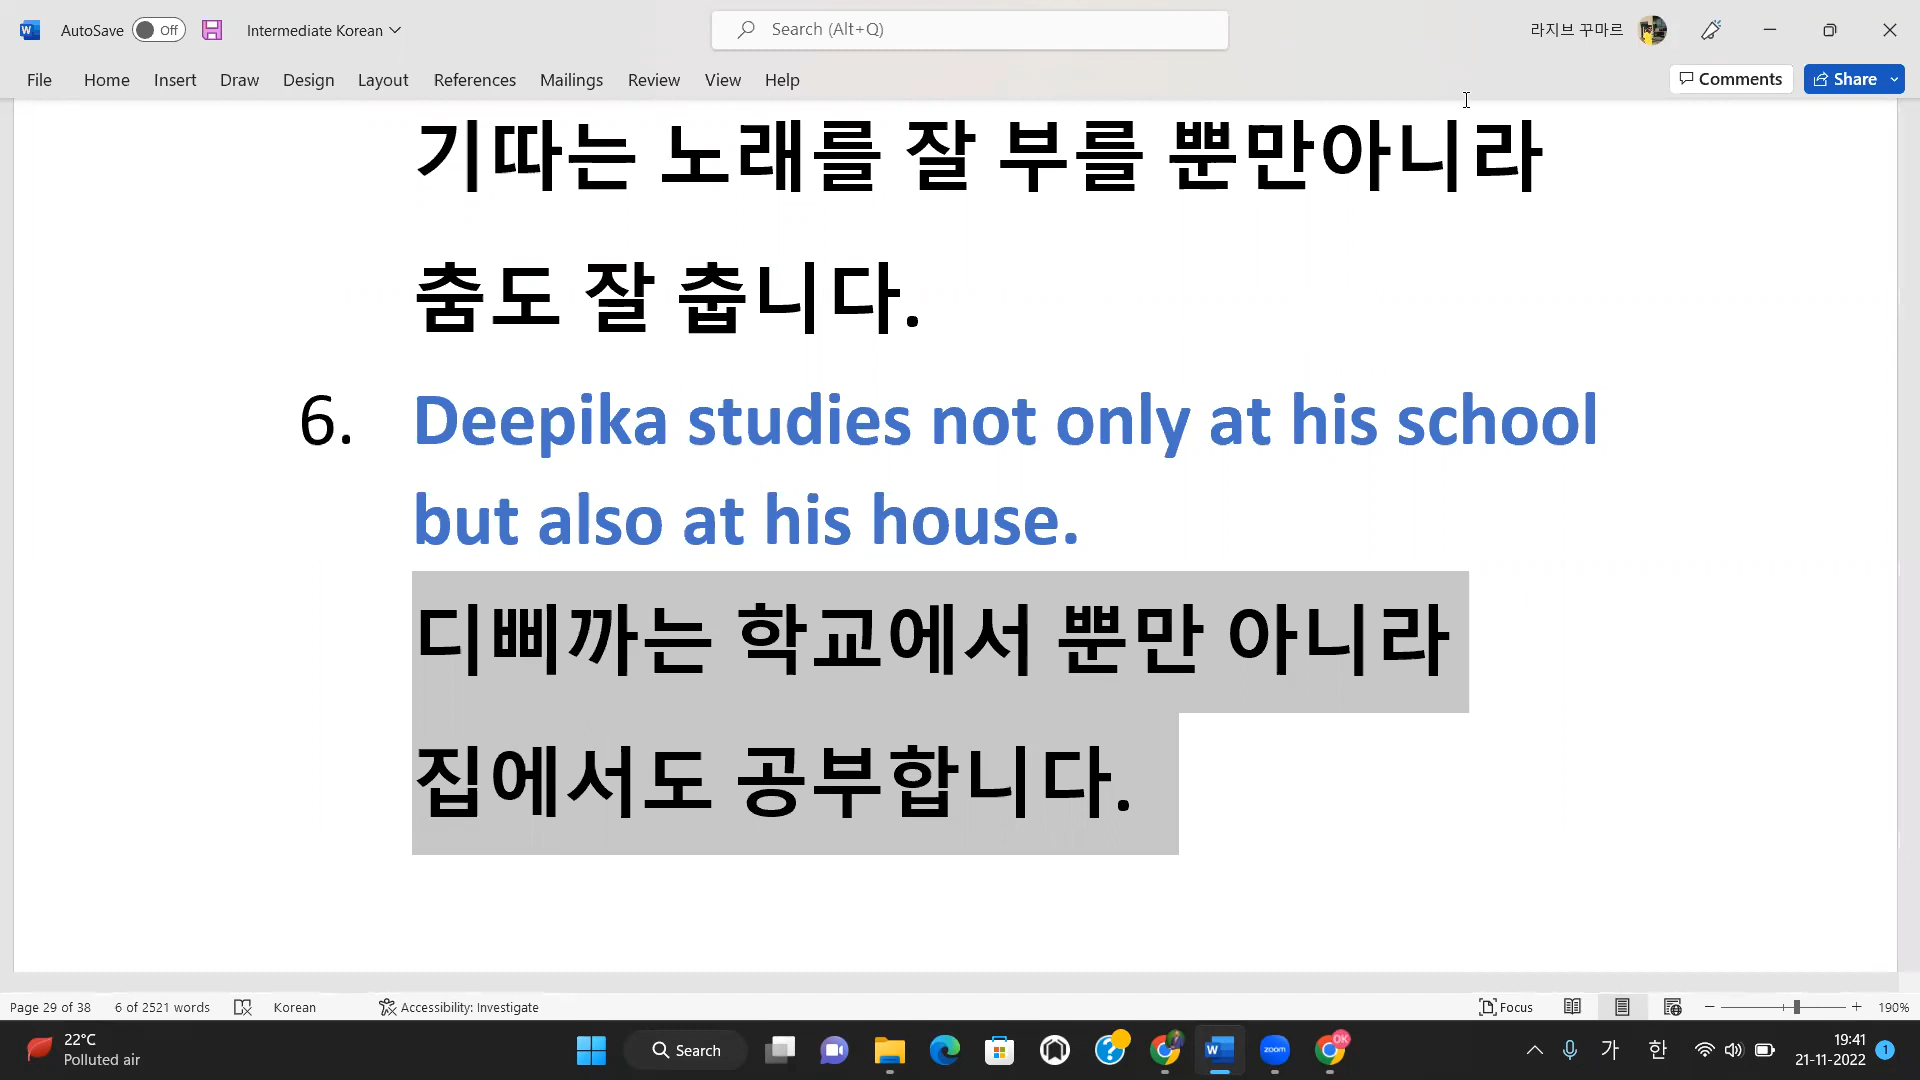 AutoSave Off Intermediate Korean Search (Alt+Q) 라지브 꾸마르
File Home Insert Draw Design Layout References Mailings Review View Help Comments Share
기따는 노래를 잘 부를 뿐만아니라
춤도 잘 춥니다.
6. Deepika studies not only at his school
but also at his house.
디삐까는 학교에서 뿐만 아니라
집에서도 공부합니다.
Page 29 of 38 6 of 2521 words Korean Accessibility: Investigate Focus 190%
22°C
Polluted air
Search
zoom
OK
가 한
19:41
21-11-2022
1